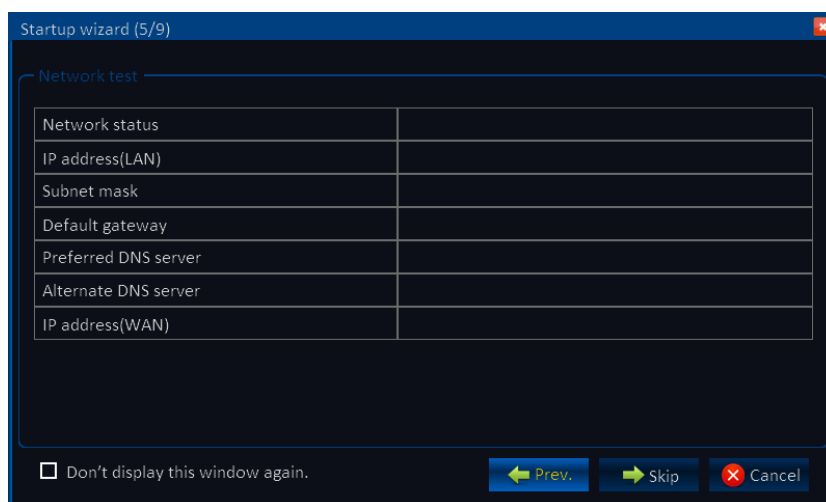 Startup wizard (5/9)
Network test
Network status
IP address(LAN)
Subnet mask
Default gateway
Preferred DNS server
Alternate DNS server
IP address(WAN)
Don't display this window again.
Prev. Skip Cancel